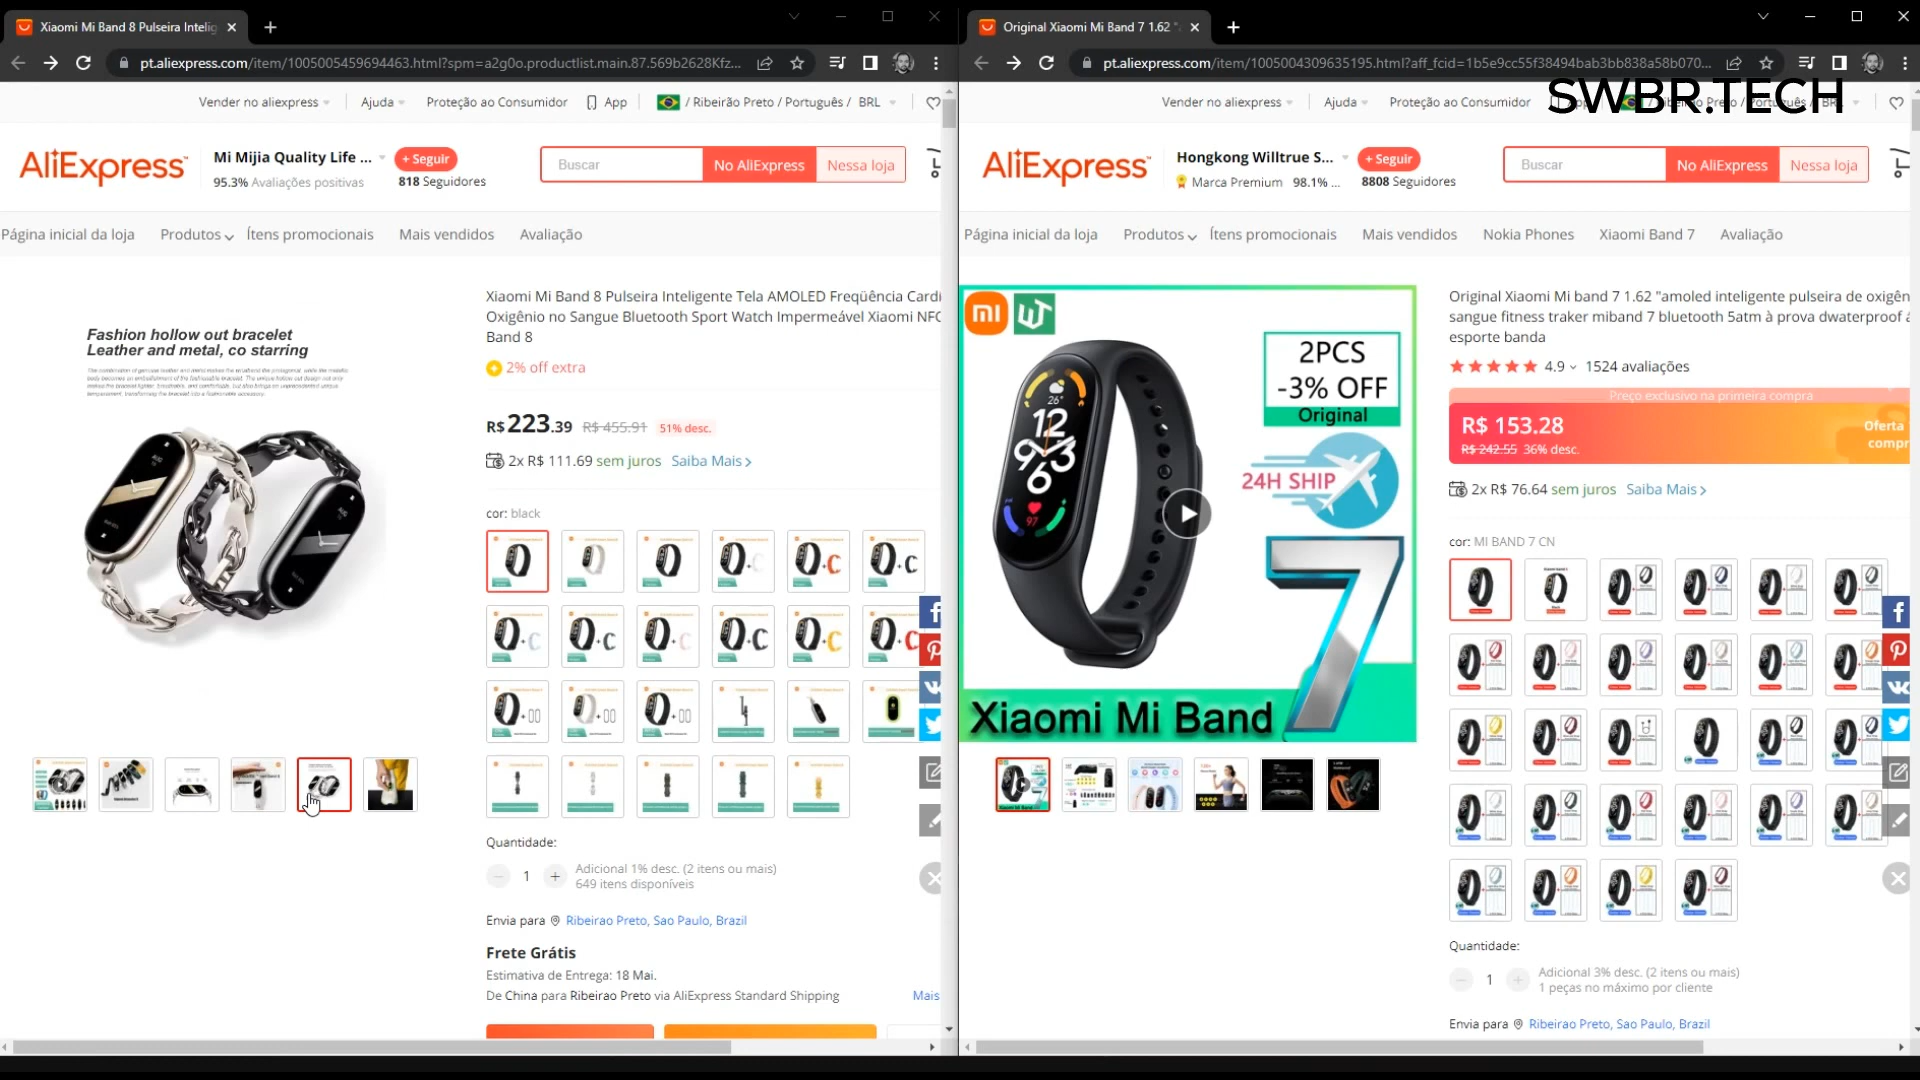 Xiaomi Mi Band 8 Pulseira Intelig
pt.aliexpress.com/item/1005005459694463.html?spm=a2g0o.productlist.main.87.569b2628Kfz...
Vender no aliexpress
Ajuda
Proteção ao Consumidor
App
/ Ribeirão Preto / Português / BRL
AliExpress
Mi Mijia Quality Life ...
+ Seguir
95.3% Avaliações positivas
818 Seguidores
Buscar
No AliExpress
Nessa loja
Página inicial da loja
Produtos
Ítens promocionais
Mais vendidos
Avaliação
Fashion hollow out bracelet
Leather and metal, co starring
Xiaomi Mi Band 8 Pulseira Inteligente Tela AMOLED Freqüência Cardí
Oxigênio no Sangue Bluetooth Sport Watch Impermeável Xiaomi NFC
Band 8
2% off extra
R$ 223.39 R$ 455.91 51% desc.
2x R$ 111.69 sem juros Saiba Mais
cor: black
Quantidade:
1
Adicional 1% desc. (2 itens ou mais)
649 itens disponíveis
Envia para Ribeirao Preto, Sao Paulo, Brazil
Frete Grátis
Estimativa de Entrega: 18 Mai.
De China para Ribeirao Preto via AliExpress Standard Shipping
Mais
Original Xiaomi Mi Band 7 1.62 "
pt.aliexpress.com/item/1005004309635195.html?aff_fcid=1b5e9cc55f38494bab3bb838a58b070...
SWBR.TECH
Vender no aliexpress
Ajuda
Proteção ao Consumidor
AliExpress
Hongkong Willtrue S...
+ Seguir
Marca Premium 98.1% ...
8808 Seguidores
Buscar
No AliExpress
Nessa loja
Página inicial da loja
Produtos
Ítens promocionais
Mais vendidos
Nokia Phones
Xiaomi Band 7
Avaliação
2PCS
-3% OFF
Original
24H SHIP
7
Xiaomi Mi Band
Original Xiaomi Mi band 7 1.62 "amoled inteligente pulseira de oxigên
sangue fitness traker miband 7 bluetooth 5atm à prova dwaterproof á
esporte banda
4.9
1524 avaliações
Preço exclusivo na primeira compra
R$ 153.28
R$ 242.55 36% desc.
Oferta
compr
2x R$ 76.64 sem juros Saiba Mais
cor: MI BAND 7 CN
Quantidade:
1
Adicional 3% desc. (2 itens ou mais)
1 peças no máximo por cliente
Envia para Ribeirao Preto, Sao Paulo, Brazil